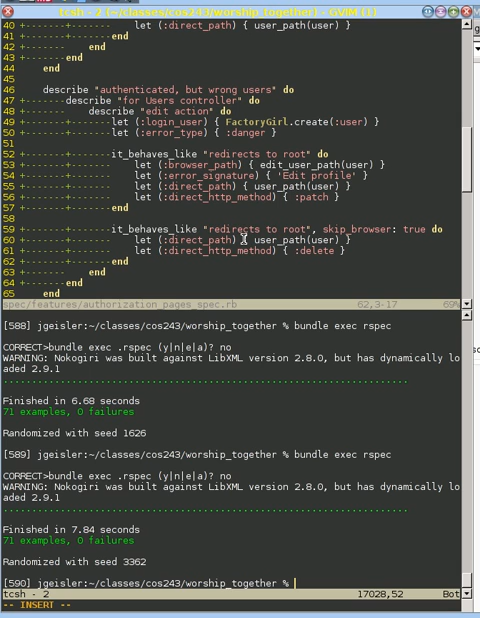 tcsh - 2 (~/classes/cos243/worship_together) - GVIM (1)
40 +-------+-------+-------    let (:direct_path) { user_path(user) }
41 +-------+-------+-------end
42 +-------+-------    end
43 +-------+-------end
44     end
45
46     describe "authenticated, but wrong users" do
47 +-------describe "for Users controller" do
48 +-------+-------    describe "edit action" do
49 +-------+-------+-------let (:login_user) { FactoryGirl.create(:user) }
50 +-------+-------+-------let (:error_type) { :danger }
51
52 +-------+-------+-------it_behaves_like "redirects to root" do
53 +-------+-------+-------    let (:browser_path) { edit_user_path(user) }
54 +-------+-------+-------    let (:error_signature) { 'Edit profile' }
55 +-------+-------+-------    let (:direct_path) { user_path(user) }
56 +-------+-------+-------    let (:direct_http_method) { :patch }
57 +-------+-------+-------end
58
59 +-------+-------+-------it_behaves_like "redirects to root", skip_browser: true do
60 +-------+-------+-------    let (:direct_path) { user_path(user) }
61 +-------+-------+-------    let (:direct_http_method) { :delete }
62 +-------+-------+-------end
63 +-------+-------    end
64 +-------+-------end
65     end
spec/features/authorization_pages_spec.rb 62,3-17 69%
[588] jgeisler:~/classes/cos243/worship_together % bundle exec rspec
CORRECT>bundle exec .rspec (y|n|e|a)? no
WARNING: Nokogiri was built against LibXML version 2.8.0, but has dynamically lo
aded 2.9.1
.......................................................................
Finished in 6.68 seconds
71 examples, 0 failures
Randomized with seed 1626
[589] jgeisler:~/classes/cos243/worship_together % bundle exec rspec
CORRECT>bundle exec .rspec (y|n|e|a)? no
WARNING: Nokogiri was built against LibXML version 2.8.0, but has dynamically lo
aded 2.9.1
.......................................................................
Finished in 7.84 seconds
71 examples, 0 failures
Randomized with seed 3362
[590] jgeisler:~/classes/cos243/worship_together %
tcsh - 2 17028,52 Bot
-- INSERT --